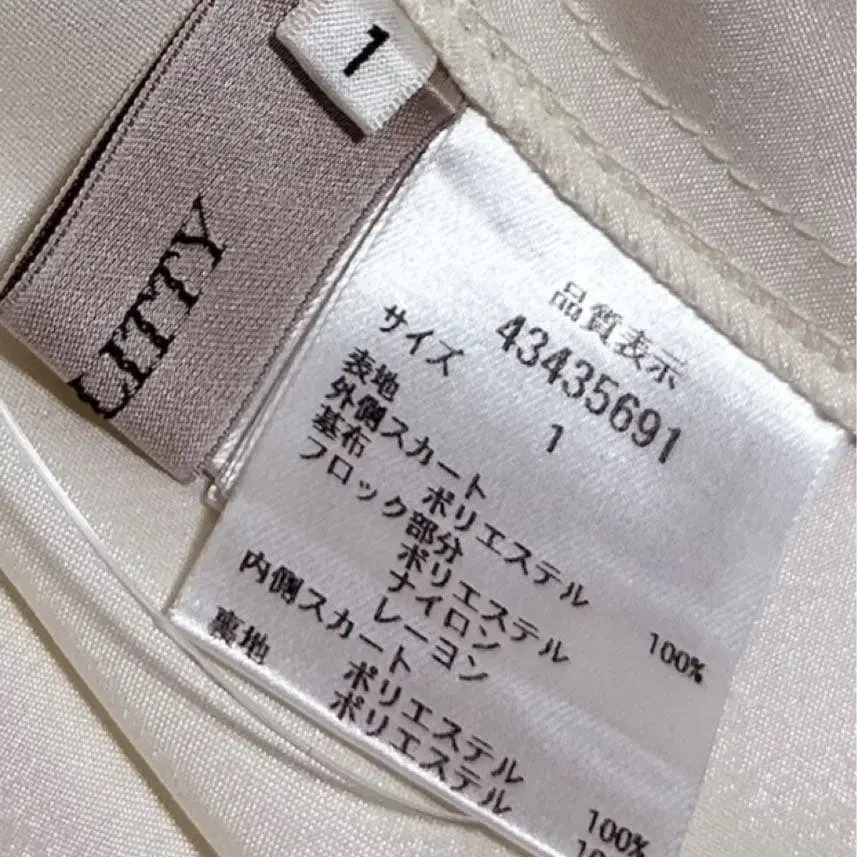 1
LITTY
品質表示
43435691
サイズ 1
表地
外側スカート
基布 ポリエステル 100%
フロック部分
ポリエステル
ナイロン
レーヨン
内側スカート
ポリエステル 100%
裏地 ポリエステル